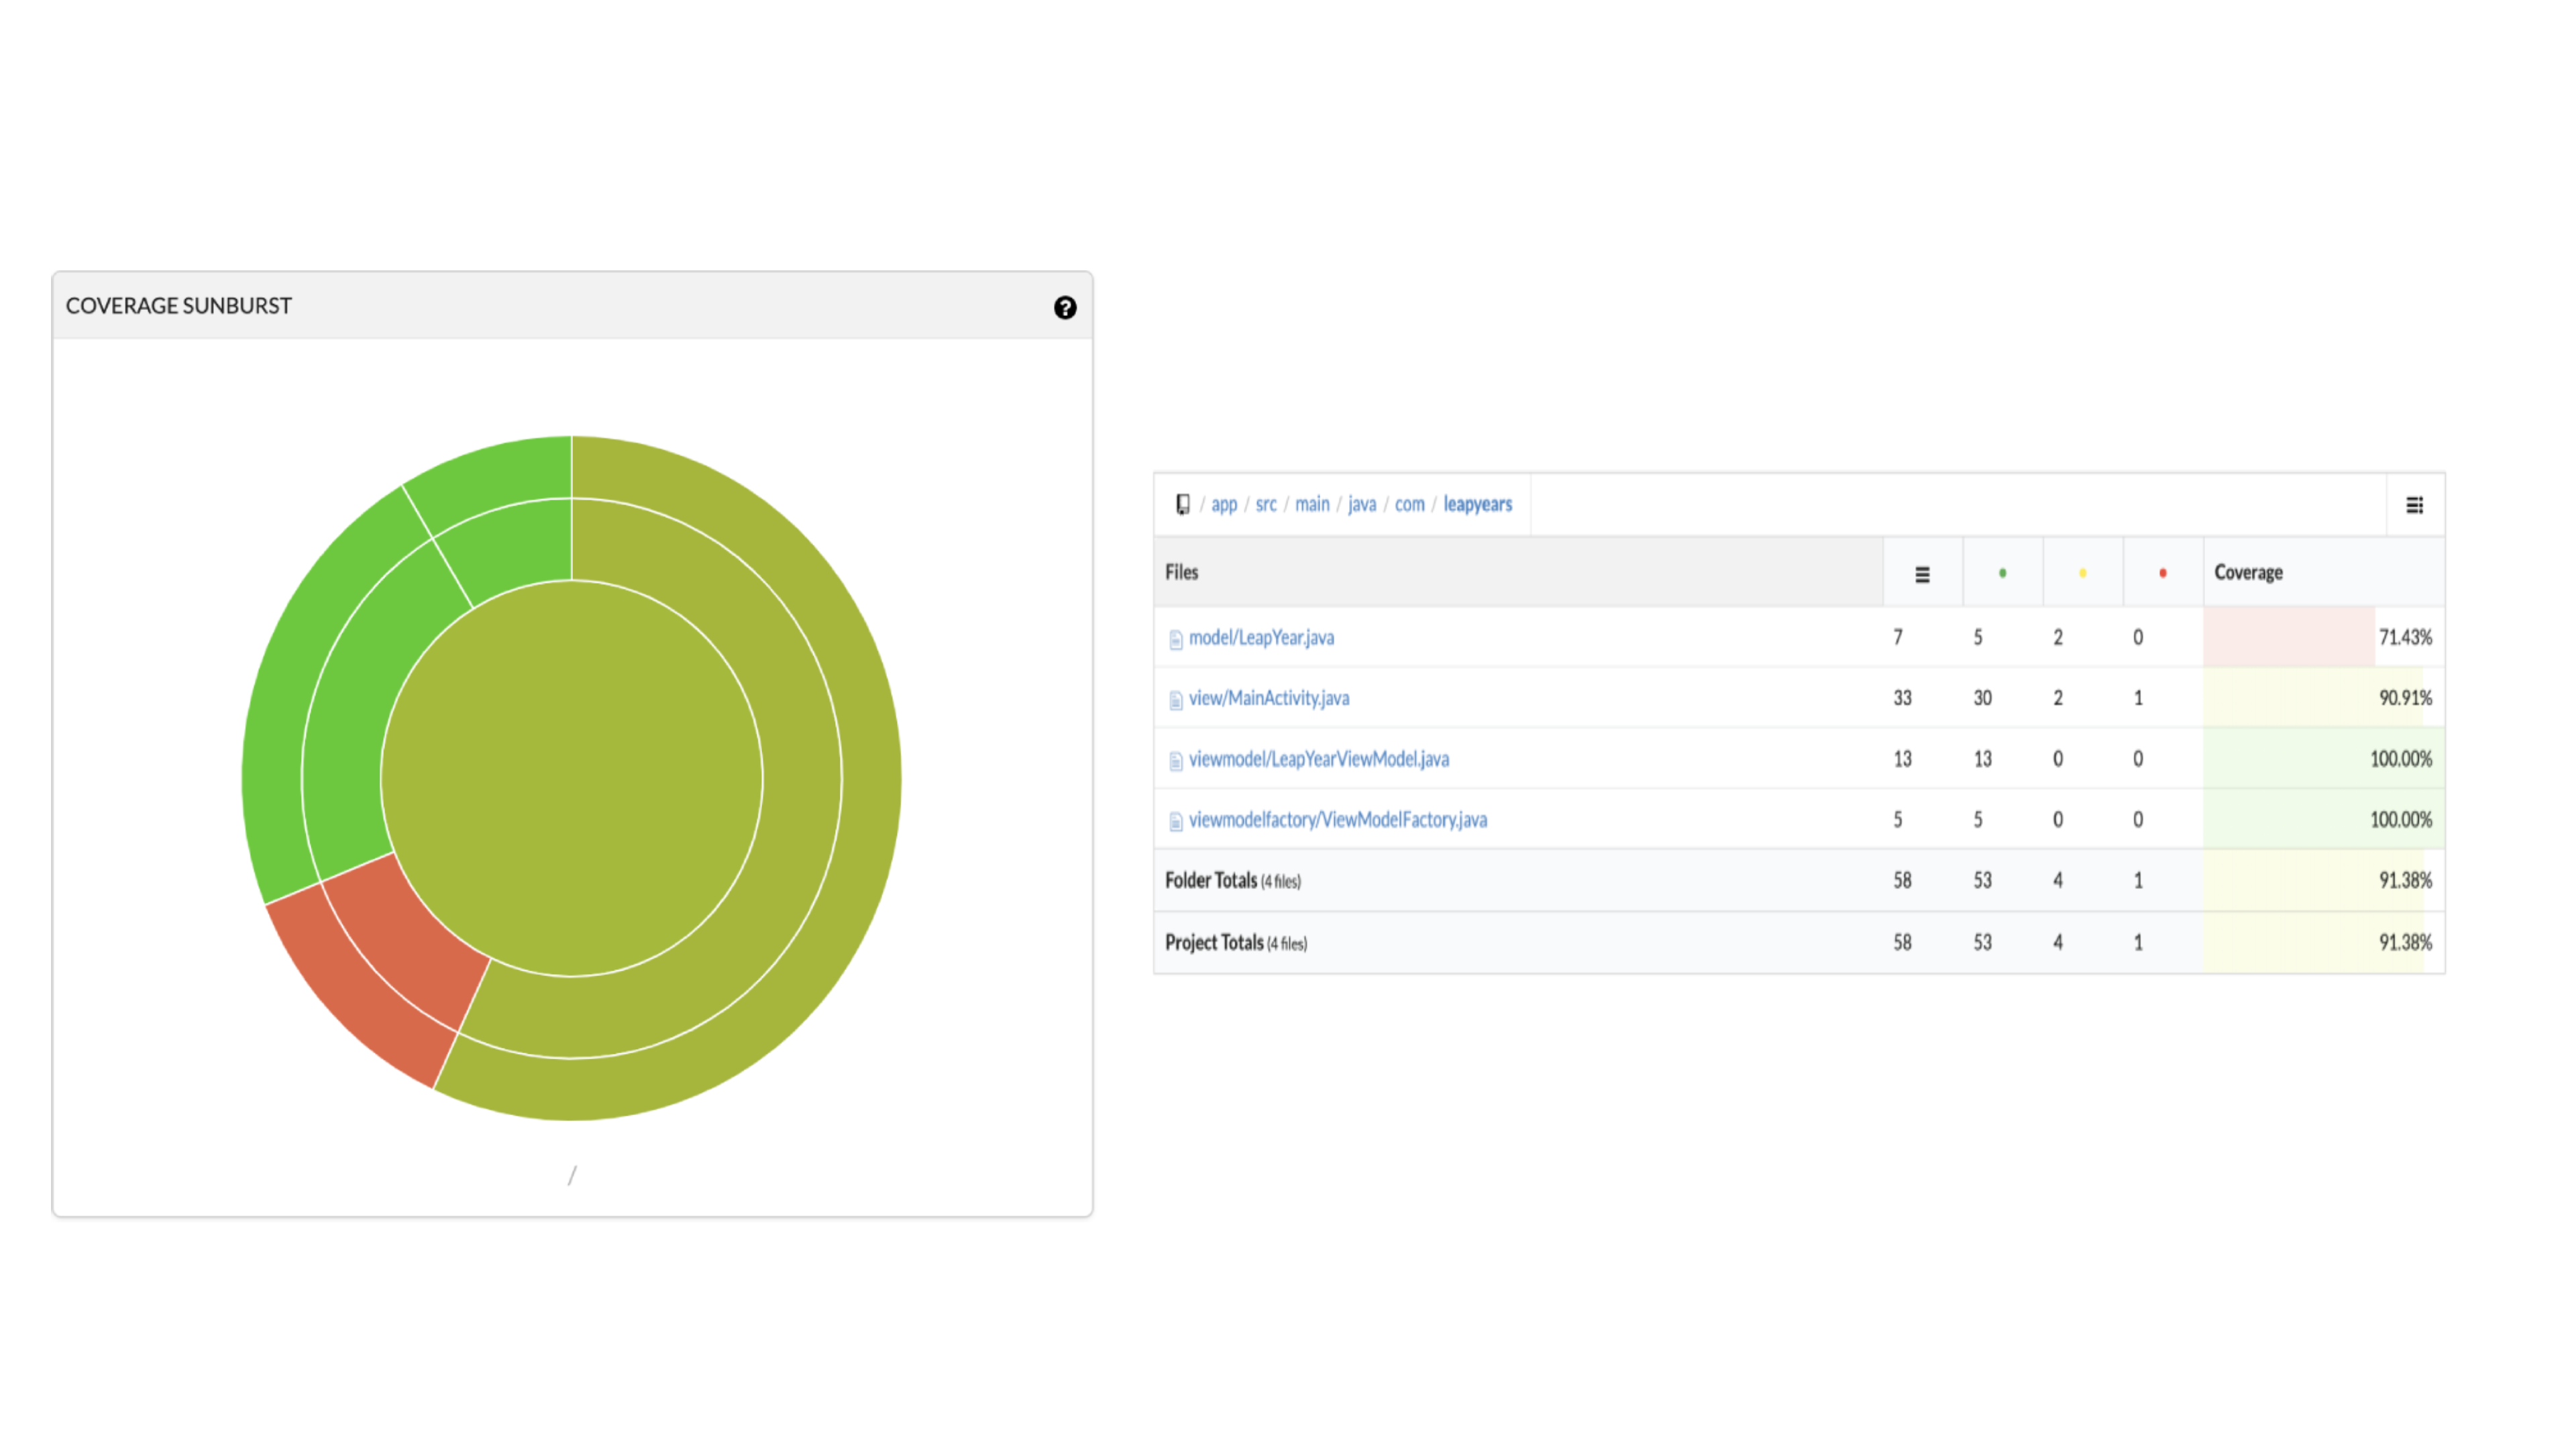 COVERAGE SUNBURST ?
/
/ app / src / main / java / com / leapyears
Files Coverage
model/LeapYear.java 7 5 2 0 71.43%
view/MainActivity.java 33 30 2 1 90.91%
viewmodel/LeapYearViewModel.java 13 13 0 0 100.00%
viewmodelfactory/ViewModelFactory.java 5 5 0 0 100.00%
Folder Totals (4 files) 58 53 4 1 91.38%
Project Totals (4 files) 58 53 4 1 91.38%